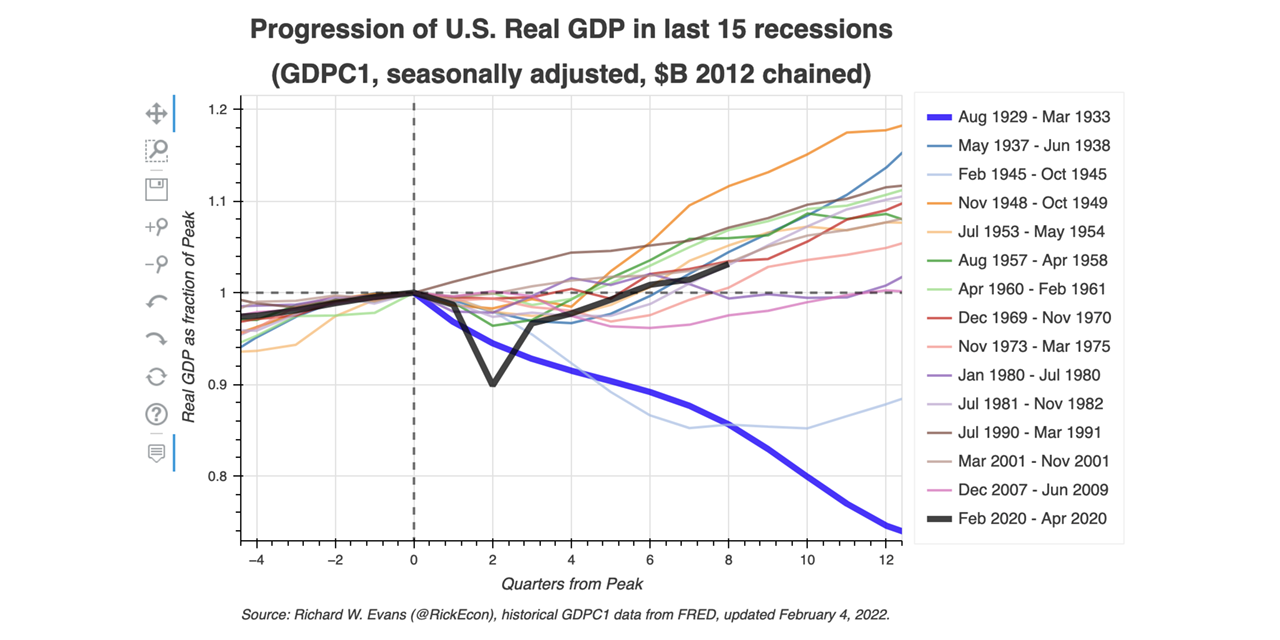 Progression of U.S. Real GDP in last 15 recessions
(GDPC1, seasonally adjusted, $B 2012 chained)
Real GDP as fraction of Peak
1.2
1.1
1
0.9
0.8
−4
−2
0
2
4
6
8
10
12
Quarters from Peak
Aug 1929 - Mar 1933
May 1937 - Jun 1938
Feb 1945 - Oct 1945
Nov 1948 - Oct 1949
Jul 1953 - May 1954
Aug 1957 - Apr 1958
Apr 1960 - Feb 1961
Dec 1969 - Nov 1970
Nov 1973 - Mar 1975
Jan 1980 - Jul 1980
Jul 1981 - Nov 1982
Jul 1990 - Mar 1991
Mar 2001 - Nov 2001
Dec 2007 - Jun 2009
Feb 2020 - Apr 2020
Source: Richard W. Evans (@RickEcon), historical GDPC1 data from FRED, updated February 4, 2022.